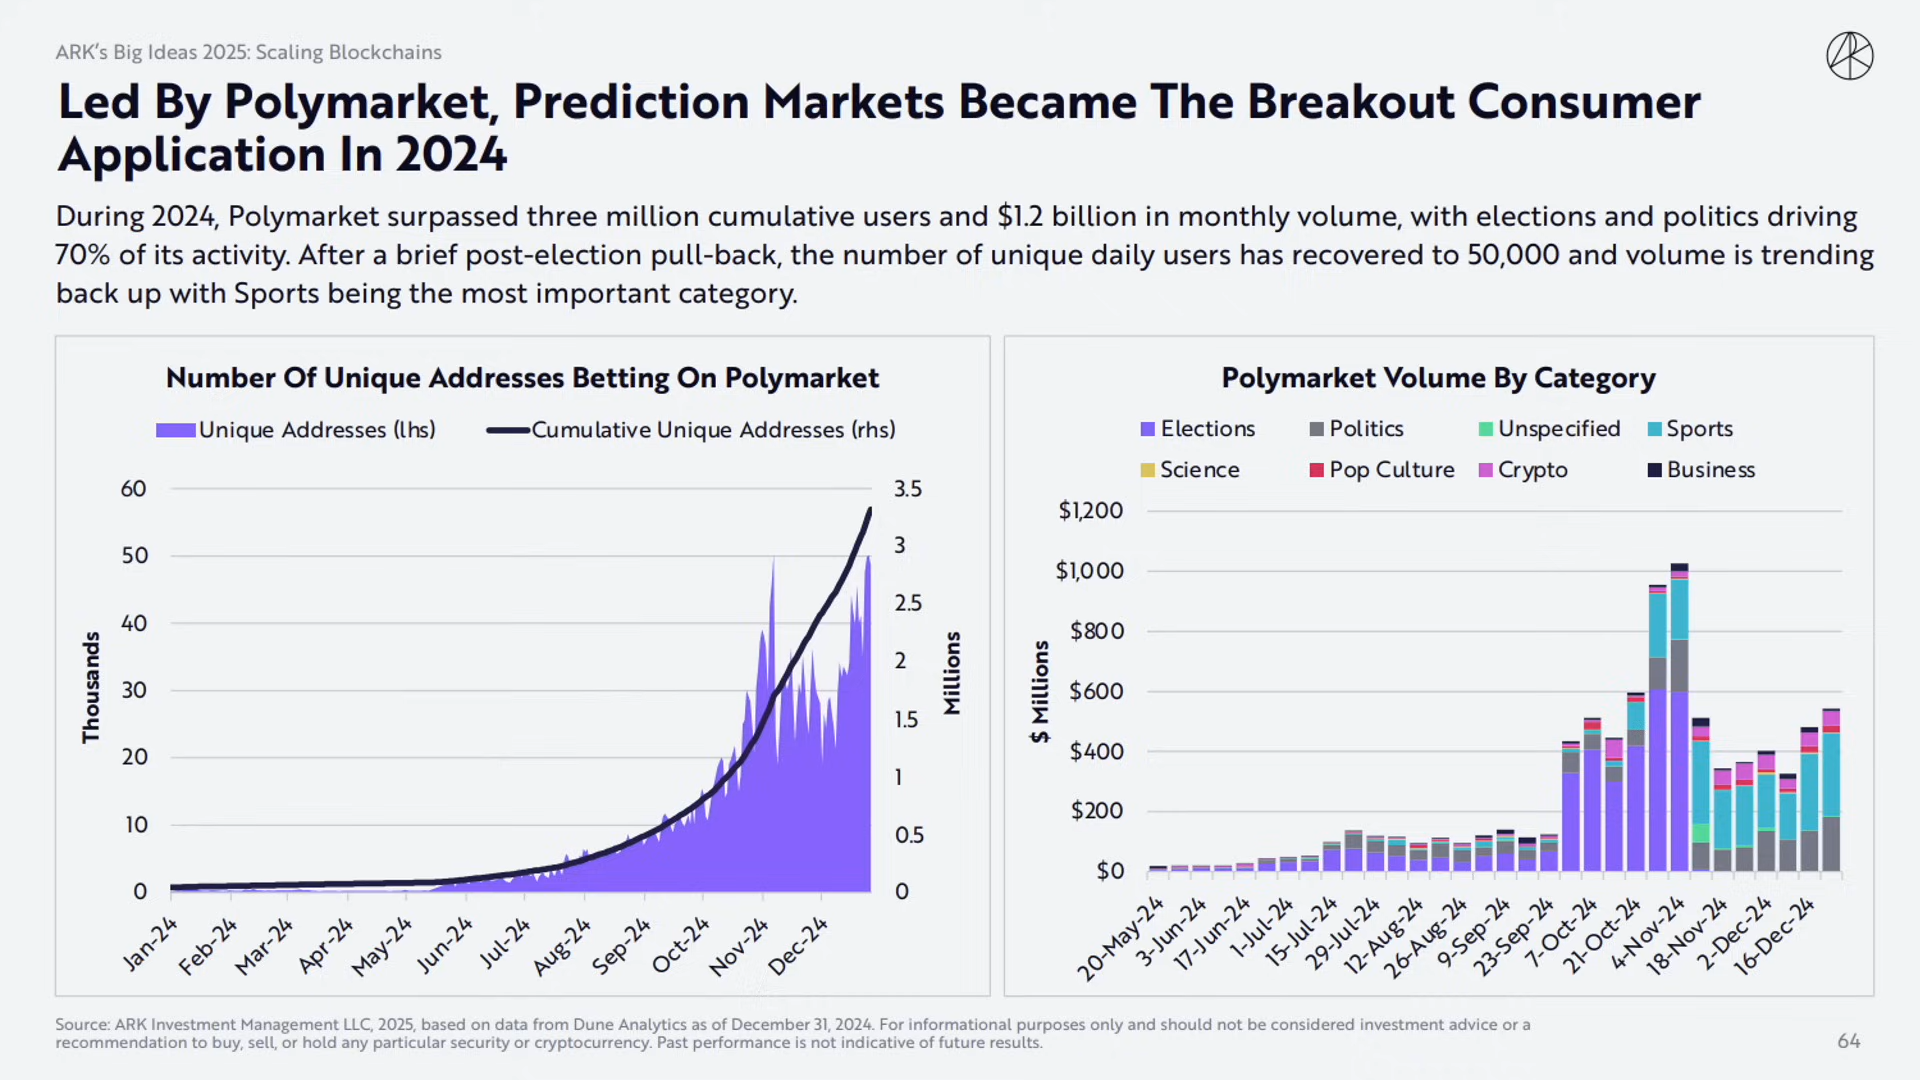 ARK's Big Ideas 2025: Scaling Blockchains
Led By Polymarket, Prediction Markets Became The Breakout Consumer
Application In 2024
During 2024, Polymarket surpassed three million cumulative users and $1.2 billion in monthly volume, with elections and politics driving
70% of its activity. After a brief post-election pull-back, the number of unique daily users has recovered to 50,000 and volume is trending
back up with Sports being the most important category.
Number Of Unique Addresses Betting On Polymarket
Unique Addresses (lhs)
Cumulative Unique Addresses (rhs)
Thousands
60
50
40
30
20
10
0
3.5
3
2.5
2
1.5
1
0.5
0
Millions
Jan-24
Feb-24
Mar-24
Apr-24
May-24
Jun-24
Jul-24
Aug-24
Sep-24
Oct-24
Nov-24
Dec-24
Polymarket Volume By Category
Elections
Politics
Unspecified
Sports
Science
Pop Culture
Crypto
Business
$ Millions
$1,200
$1,000
$800
$600
$400
$200
$0
20-May-24
3-Jun-24
17-Jun-24
1-Jul-24
15-Jul-24
29-Jul-24
12-Aug-24
26-Aug-24
9-Sep-24
23-Sep-24
7-Oct-24
21-Oct-24
4-Nov-24
18-Nov-24
2-Dec-24
16-Dec-24
Source: ARK Investment Management LLC, 2025, based on data from Dune Analytics as of December 31, 2024. For informational purposes only and should not be considered investment advice or a
recommendation to buy, sell, or hold any particular security or cryptocurrency. Past performance is not indicative of future results.
64